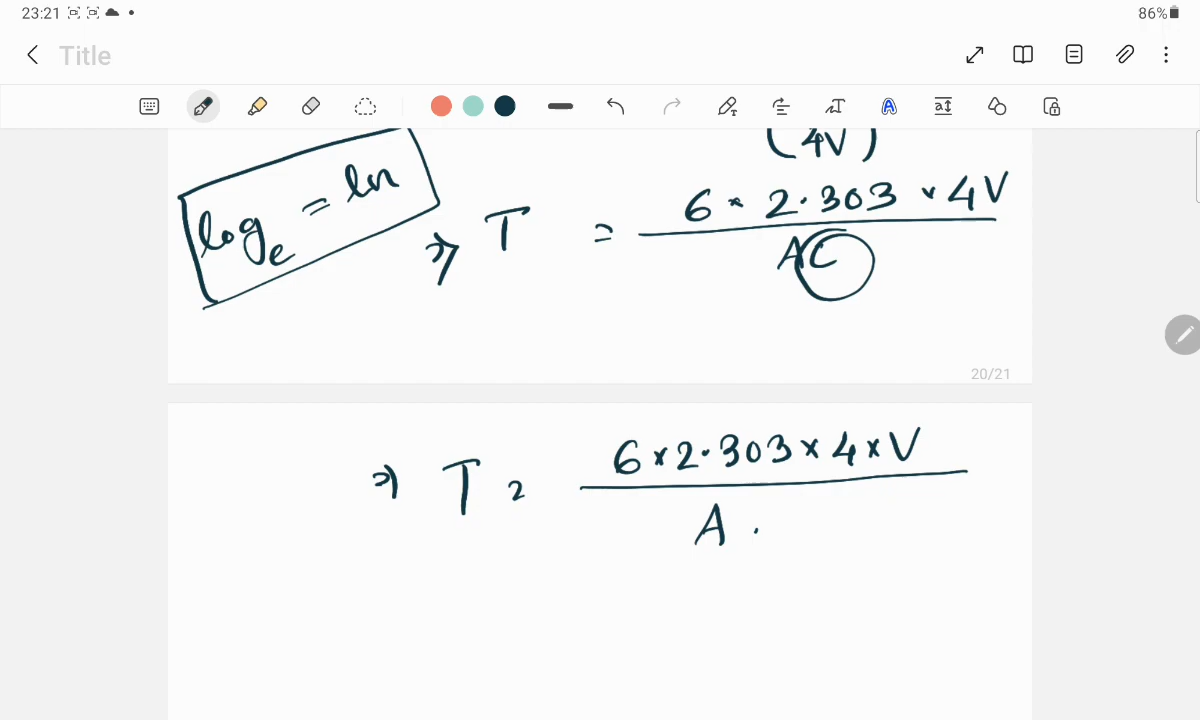 23:21 86%
Title
(4V)
log_e = ln
⇒ T = 6 × 2.303 × 4V / AC
20/21
⇒ T = 6 × 2.303 × 4 × V / A .